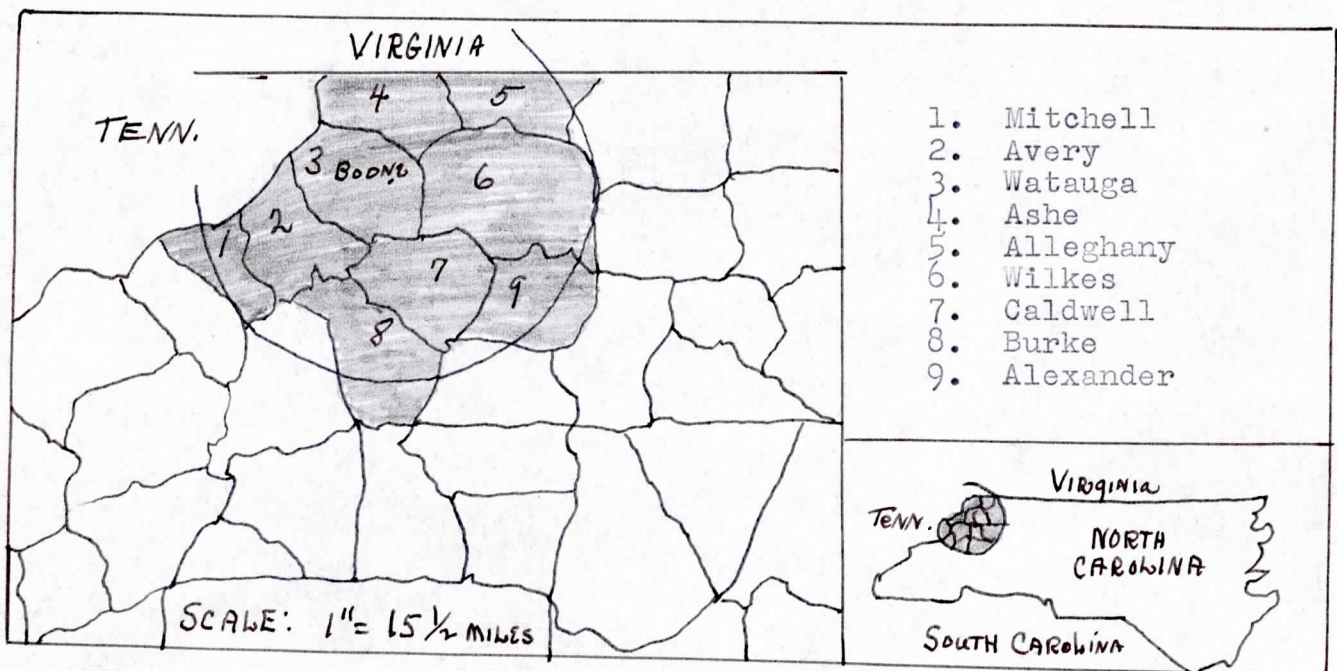 VIRGINIA
TENN.
4
5
3 BOONE
6
2
1
7
9
8
SCALE: 1"= 15 1/2 MILES
1. Mitchell
2. Avery
3. Watauga
4. Ashe
5. Alleghany
6. Wilkes
7. Caldwell
8. Burke
9. Alexander
Virginia
TENN.
NORTH
CAROLINA
SOUTH CAROLINA